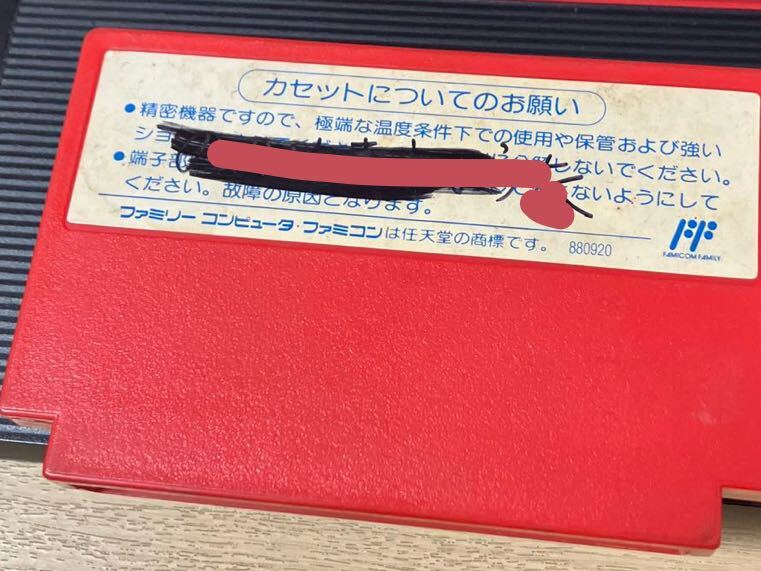 カセットについてのお願い
●精密機器ですので、極端な温度条件下での使用や保管および強い
ショ ないでください。
●端子部 ないようにして
ください。故障の原因となります。
ファミリー コンピュータ・ファミコンは任天堂の商標です。 880920
FAMICOM FAMILY